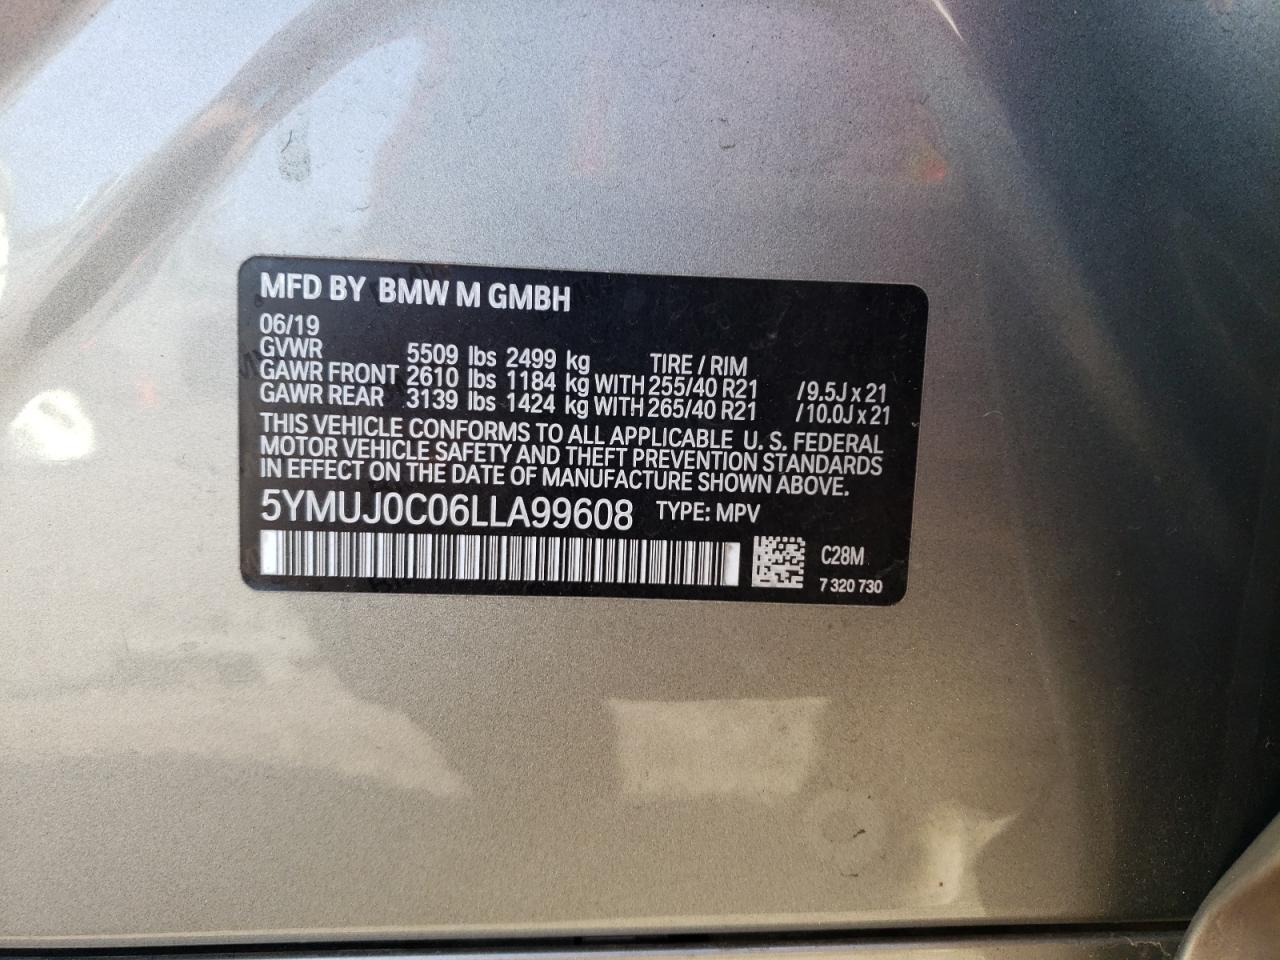 MFD BY BMW M GMBH
06/19
GVWR 5509 lbs 2499 kg TIRE / RIM
GAWR FRONT 2610 lbs 1184 kg WITH 255/40 R21 /9.5J x 21
GAWR REAR 3139 lbs 1424 kg WITH 265/40 R21 /10.0J x 21
THIS VEHICLE CONFORMS TO ALL APPLICABLE U. S. FEDERAL
MOTOR VEHICLE SAFETY AND THEFT PREVENTION STANDARDS
IN EFFECT ON THE DATE OF MANUFACTURE SHOWN ABOVE.
5YMUJ0C06LLA99608 TYPE: MPV
C28M
7 320 730